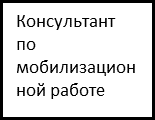 Консультант
по
мобилизацион
ной работе